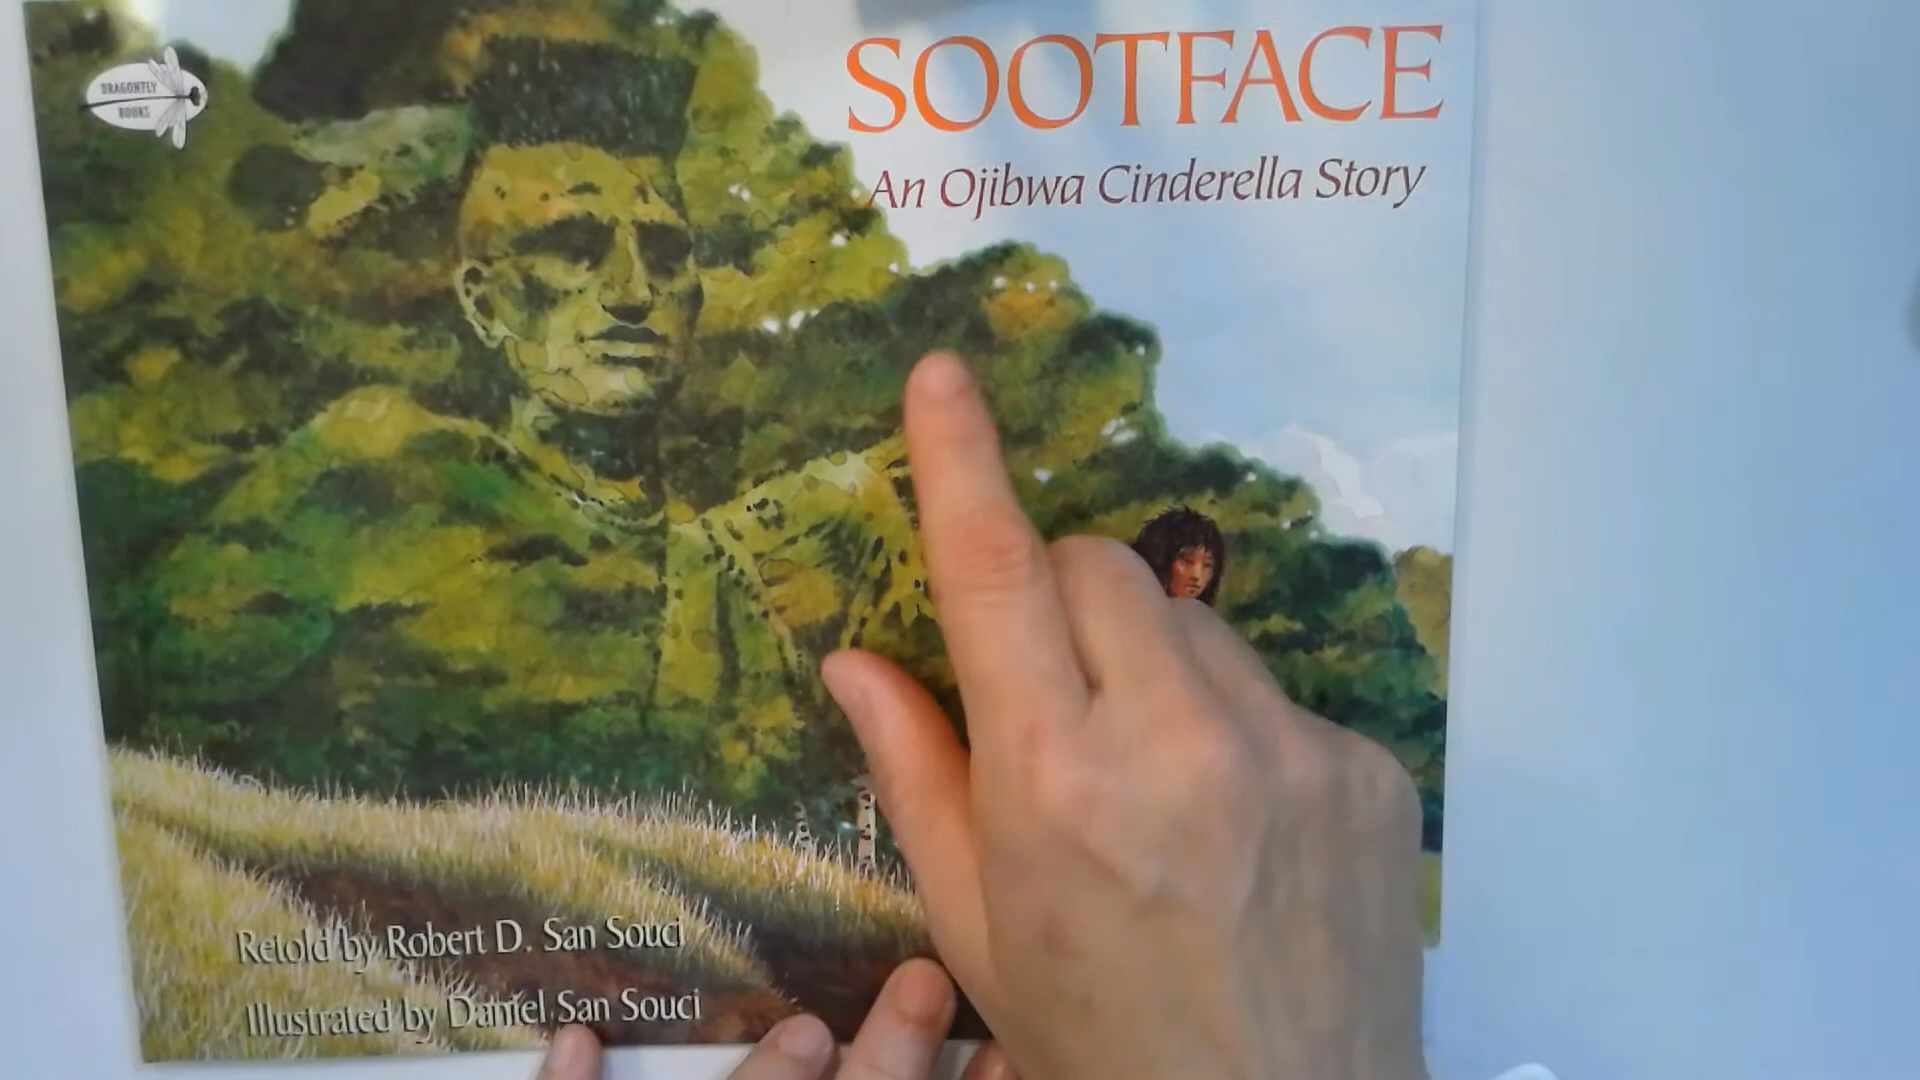 DRAGONFLY
BOOKS
SOOTFACE
An Ojibwa Cinderella Story
Retold by Robert D. San Souci
Illustrated by Daniel San Souci